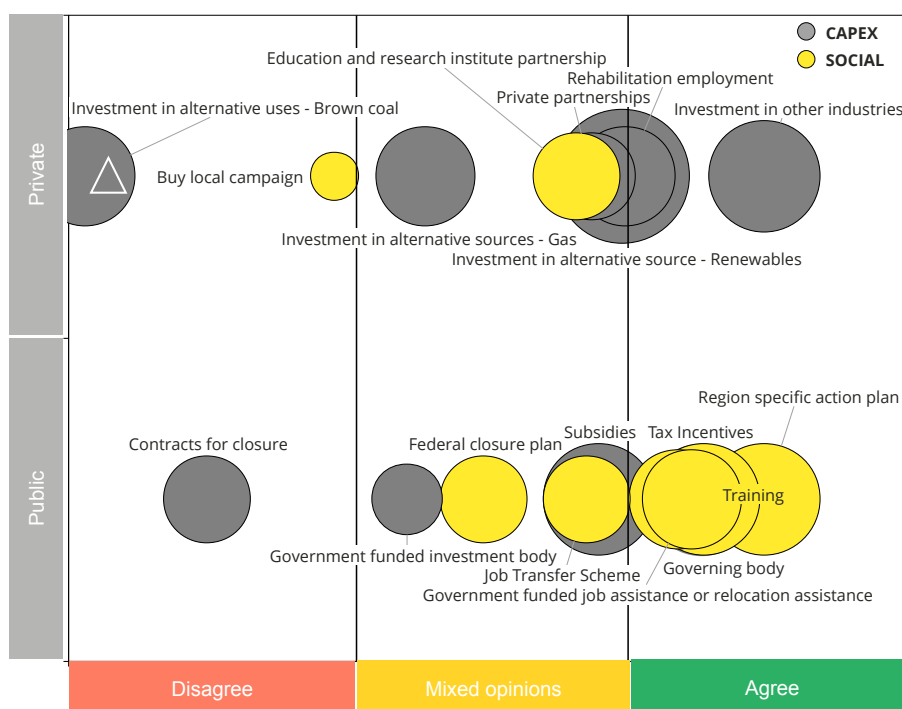 CAPEX
SOCIAL
Education and research institute partnership
Rehabilitation employment
Private partnerships
Investment in alternative uses - Brown coal
Investment in other industries
Buy local campaign
Private
Investment in alternative sources - Gas
Investment in alternative source - Renewables
Region specific action plan
Contracts for closure
Federal closure plan
Subsidies
Tax Incentives
Training
Public
Government funded investment body
Job Transfer Scheme
Governing body
Government funded job assistance or relocation assistance
Disagree
Mixed opinions
Agree